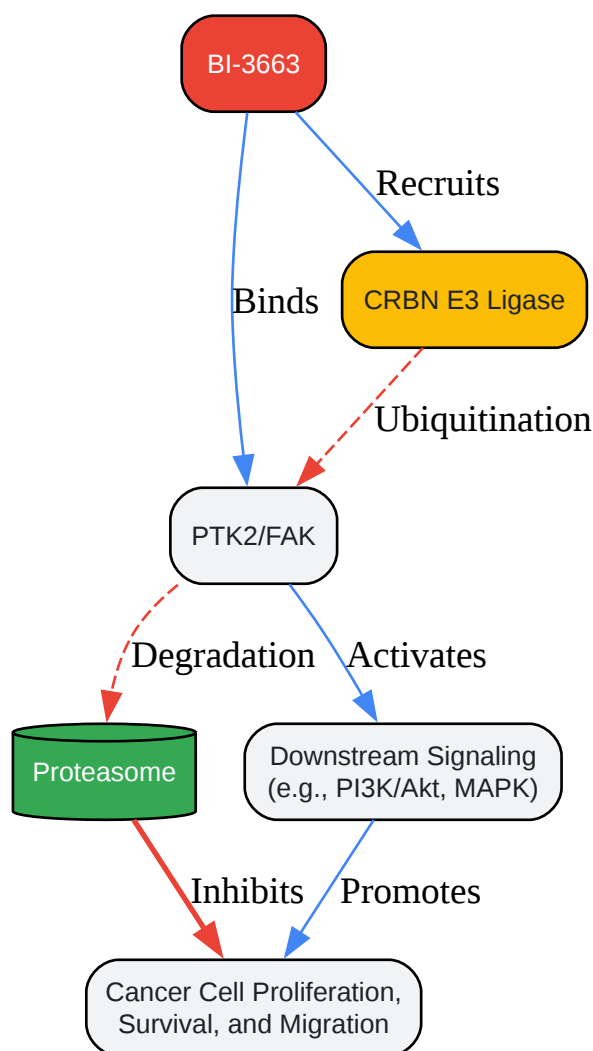 BI-3663
Recruits
Binds
CRBN E3 Ligase
Ubiquitination
PTK2/FAK
Degradation
Activates
Proteasome
Downstream Signaling
(e.g., PI3K/Akt, MAPK)
Inhibits
Promotes
Cancer Cell Proliferation,
Survival, and Migration